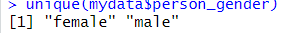 > unique(mydata$person_gender)
[1] "female" "male"